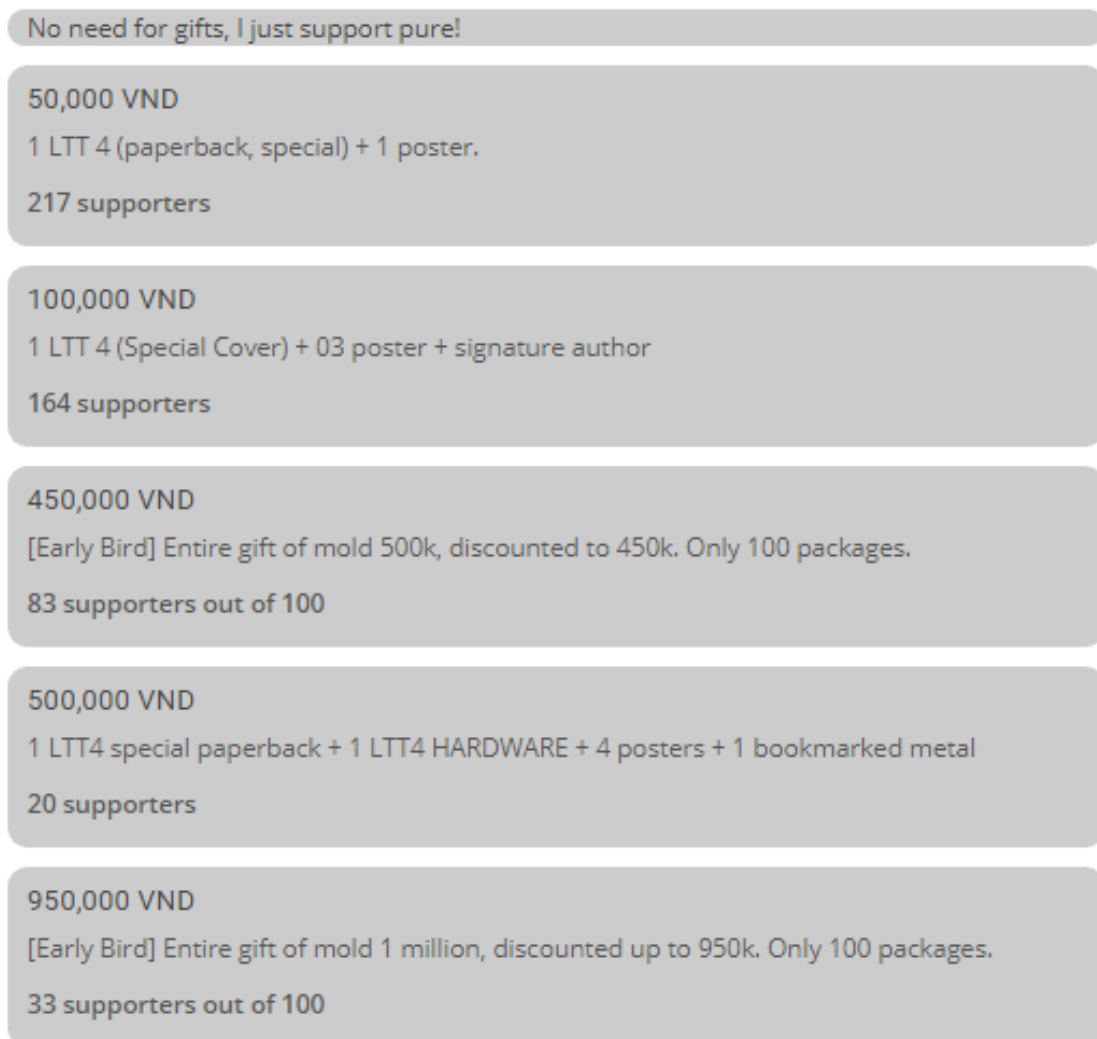 No need for gifts, I just support pure!
50,000 VND
1 LTT 4 (paperback, special) + 1 poster.
217 supporters
100,000 VND
1 LTT 4 (Special Cover) + 03 poster + signature author
164 supporters
450,000 VND
[Early Bird] Entire gift of mold 500k, discounted to 450k. Only 100 packages.
83 supporters out of 100
500,000 VND
1 LTT4 special paperback + 1 LTT4 HARDWARE + 4 posters + 1 bookmarked metal
20 supporters
950,000 VND
[Early Bird] Entire gift of mold 1 million, discounted up to 950k. Only 100 packages.
33 supporters out of 100